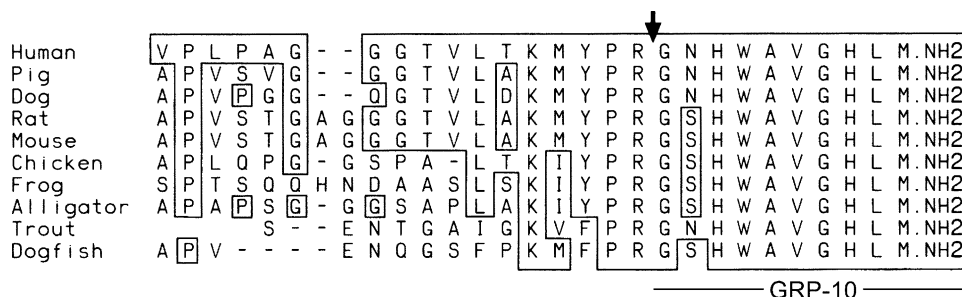 Human V P L P A G - - G G T V L T K M Y P R G N H W A V G H L M.NH2
Pig A P V S V G - - G G T V L A K M Y P R G N H W A V G H L M.NH2
Dog A P V P G G - - Q G T V L D K M Y P R G N H W A V G H L M.NH2
Rat A P V S T G A G G G T V L A K M Y P R G S H W A V G H L M.NH2
Mouse A P V S T G A G G G T V L A K M Y P R G S H W A V G H L M.NH2
Chicken A P L Q P G - G S P A - L T K I Y P R G S H W A V G H L M.NH2
Frog S P T S Q Q H N D A A S L S K I Y P R G S H W A V G H L M.NH2
Alligator A P A P S G - G G S A P L A K I Y P R G S H W A V G H L M.NH2
Trout S - - E N T G A I G K V F P R G N H W A V G H L M.NH2
Dogfish A P V - - - - E N Q G S F P K M F P R G S H W A V G H L M.NH2
GRP-10